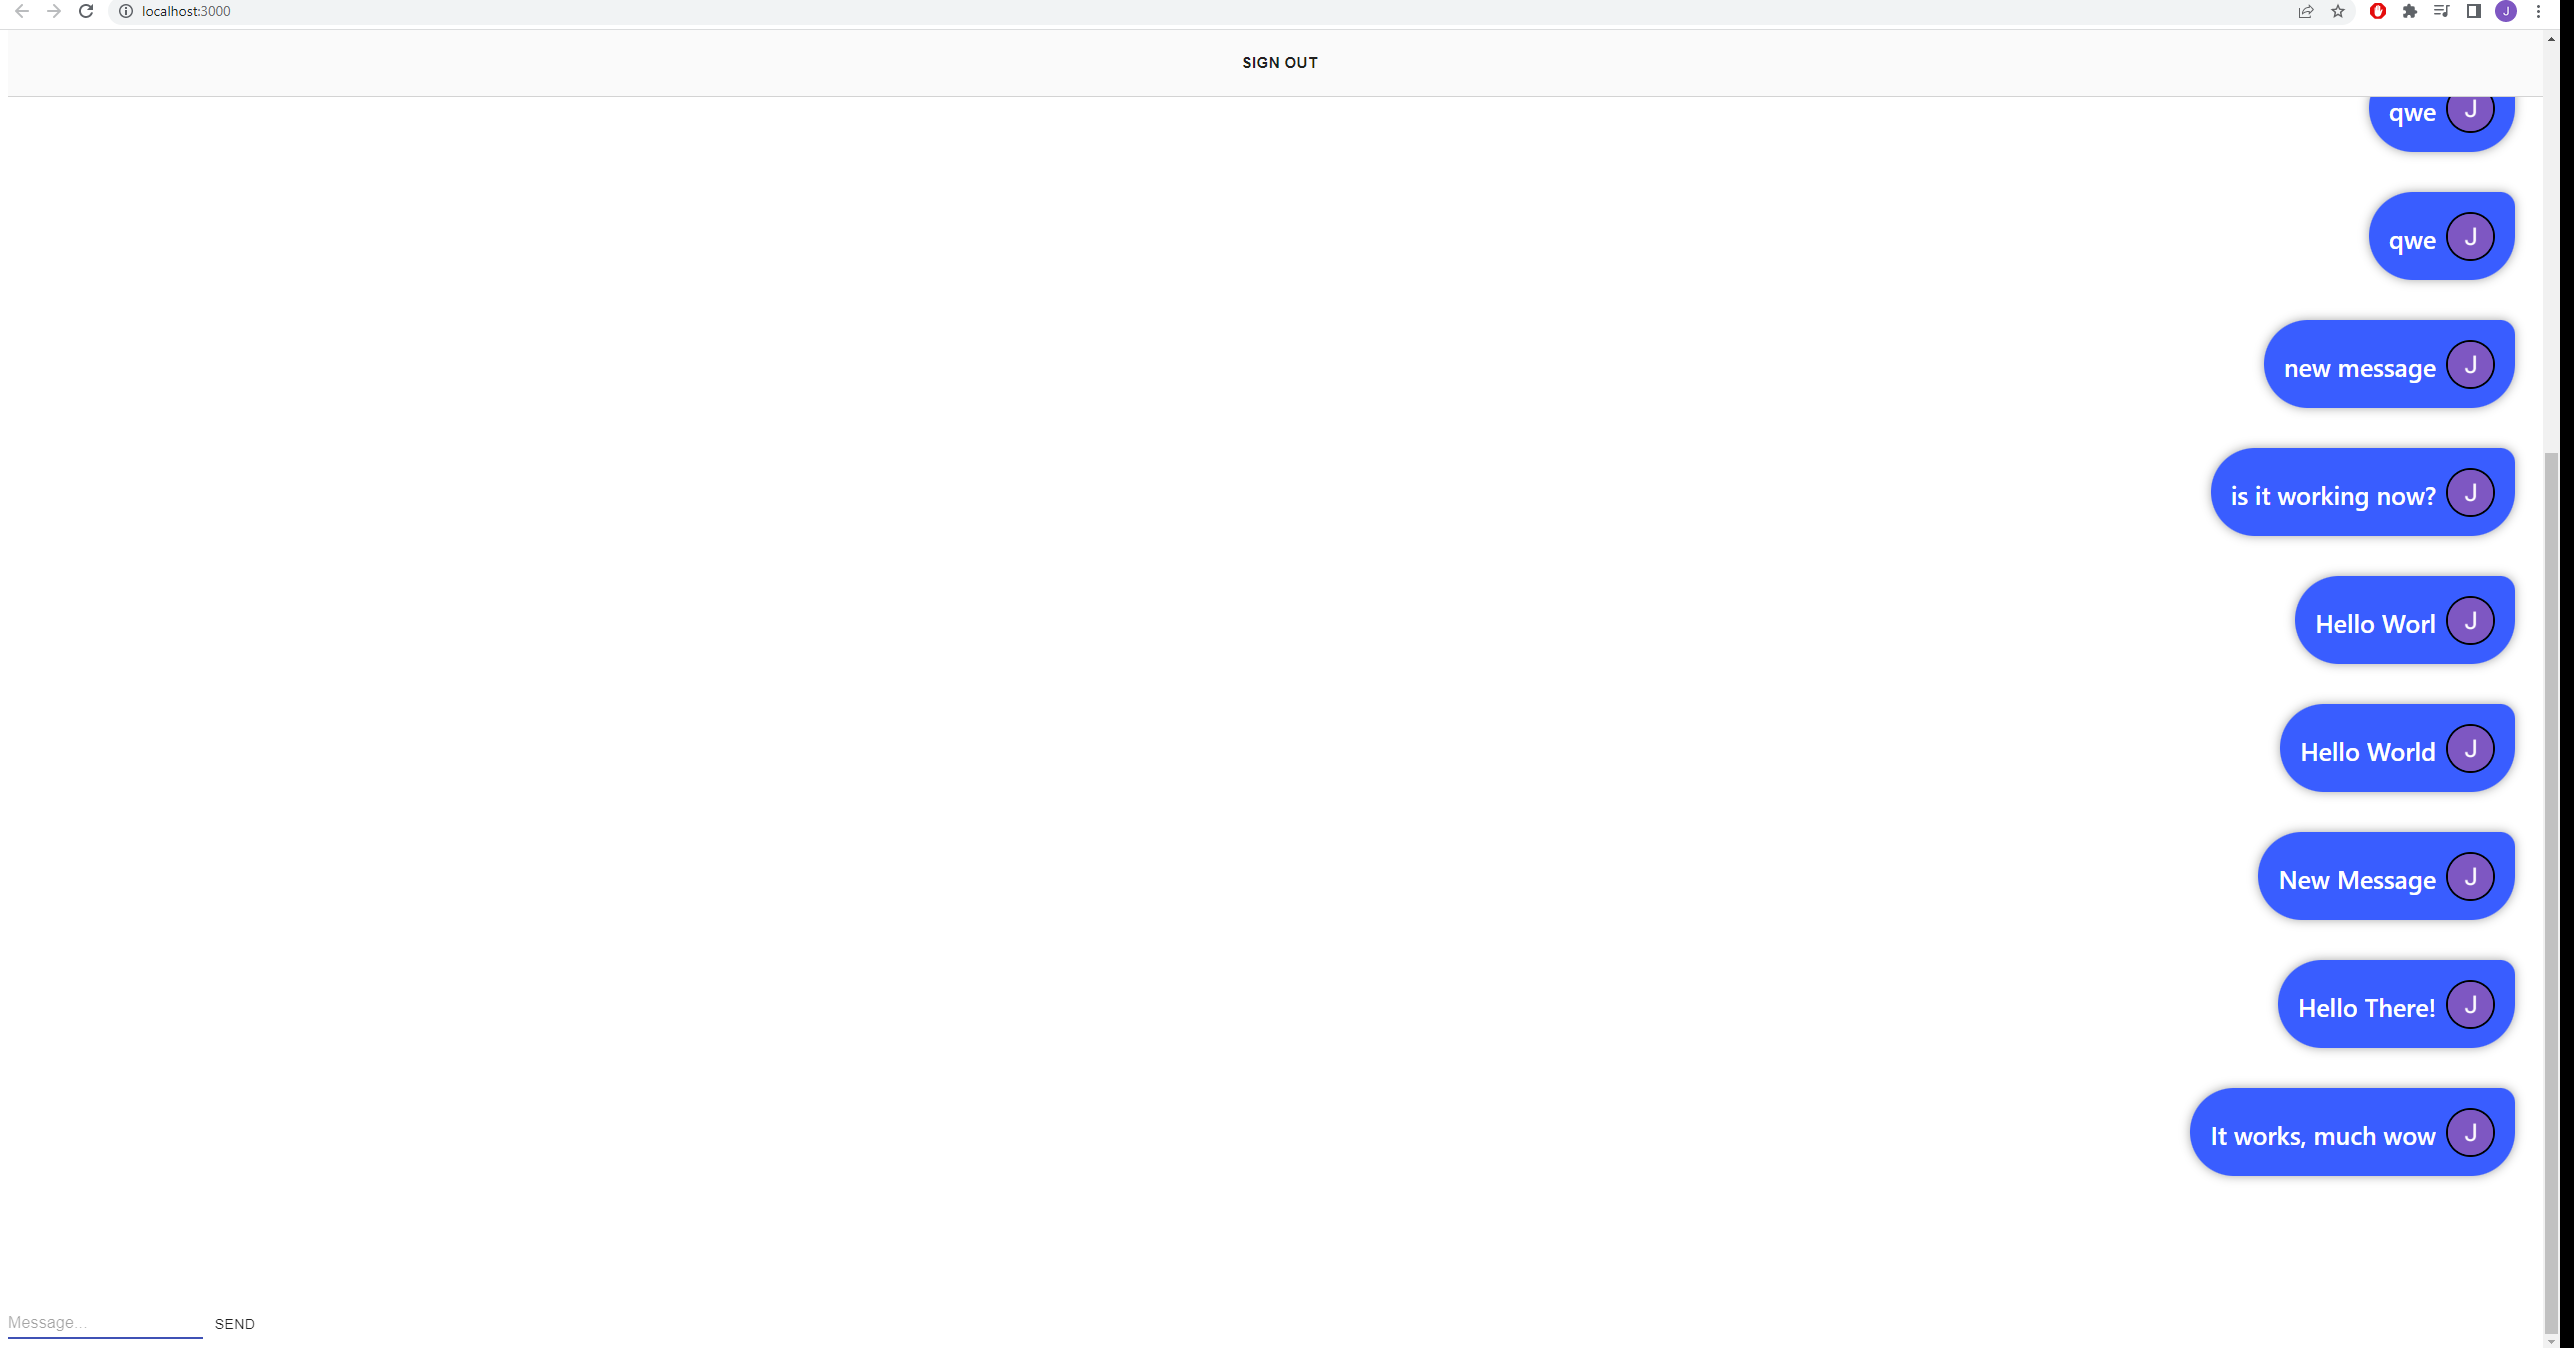 localhost:3000
J
SIGN OUT
qwe J
qwe J
new message J
is it working now? J
Hello Worl J
Hello World J
New Message J
Hello There! J
It works, much wow J
Message...
SEND